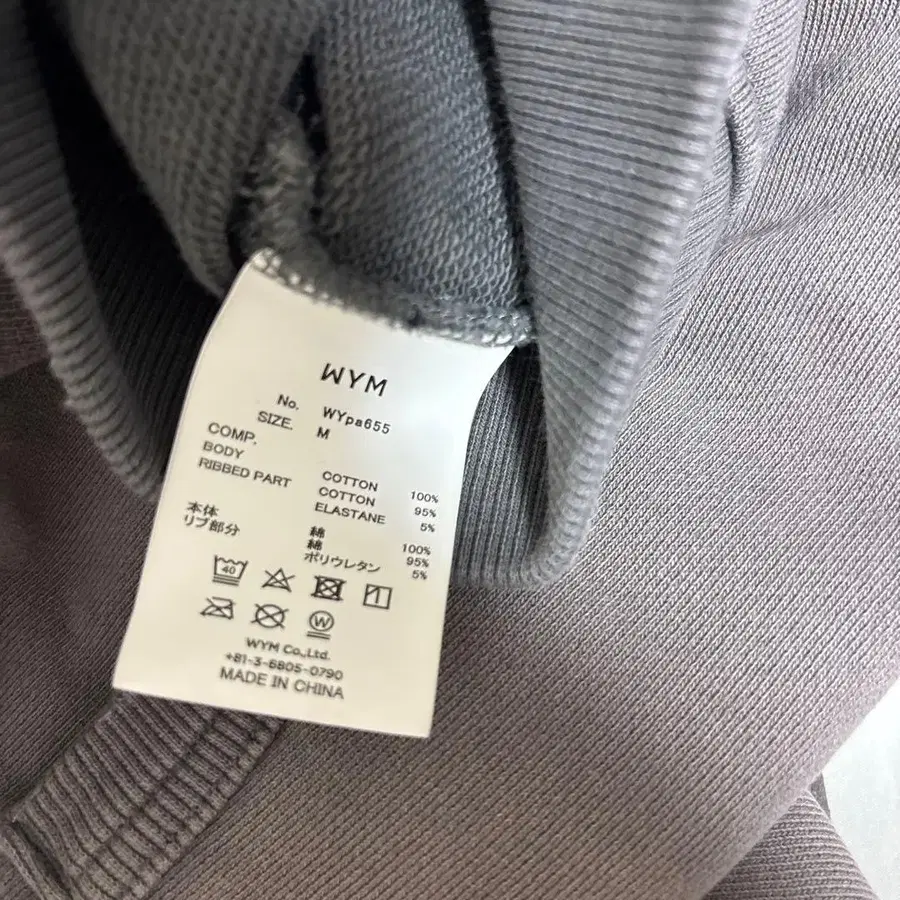 WYM
No. WYpa655
SIZE. M
COMP.
BODY COTTON 100%
RIBBED PART COTTON 95%
ELASTANE 5%
本体 綿 100%
リブ部分 綿 95%
ポリウレタン 5%
40
W
WYM Co.,Ltd.
+81-3-6805-0790
MADE IN CHINA